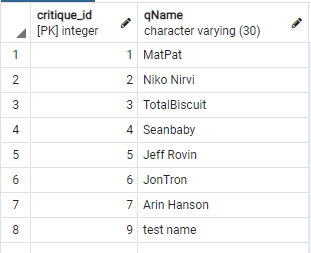 critique_id qName
[PK] integer character varying (30)
1 1 MatPat
2 2 Niko Nirvi
3 3 TotalBiscuit
4 4 Seanbaby
5 5 Jeff Rovin
6 6 JonTron
7 7 Arin Hanson
8 9 test name